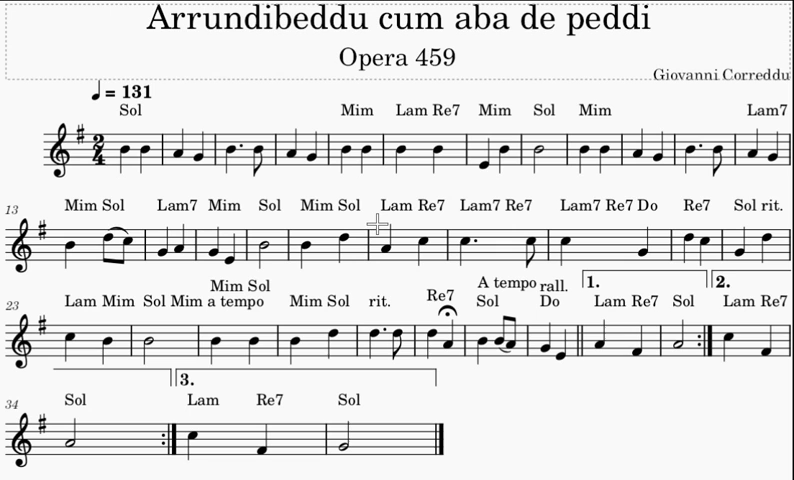 Arrundibeddu cum aba de peddi
Opera 459
Giovanni Correddu
♩ = 131
Sol Mim Lam Re7 Mim Sol Mim Lam7
2
4
13
Mim Sol Lam7 Mim Sol Mim Sol Lam Re7 Lam7 Re7 Lam7 Re7 Do Re7 Sol rit.
23
Mim Sol A tempo rall. 1. 2.
Lam Mim Sol Mim a tempo Mim Sol rit. Re7 Sol Do Lam Re7 Sol Lam Re7
3.
34
Sol Lam Re7 Sol